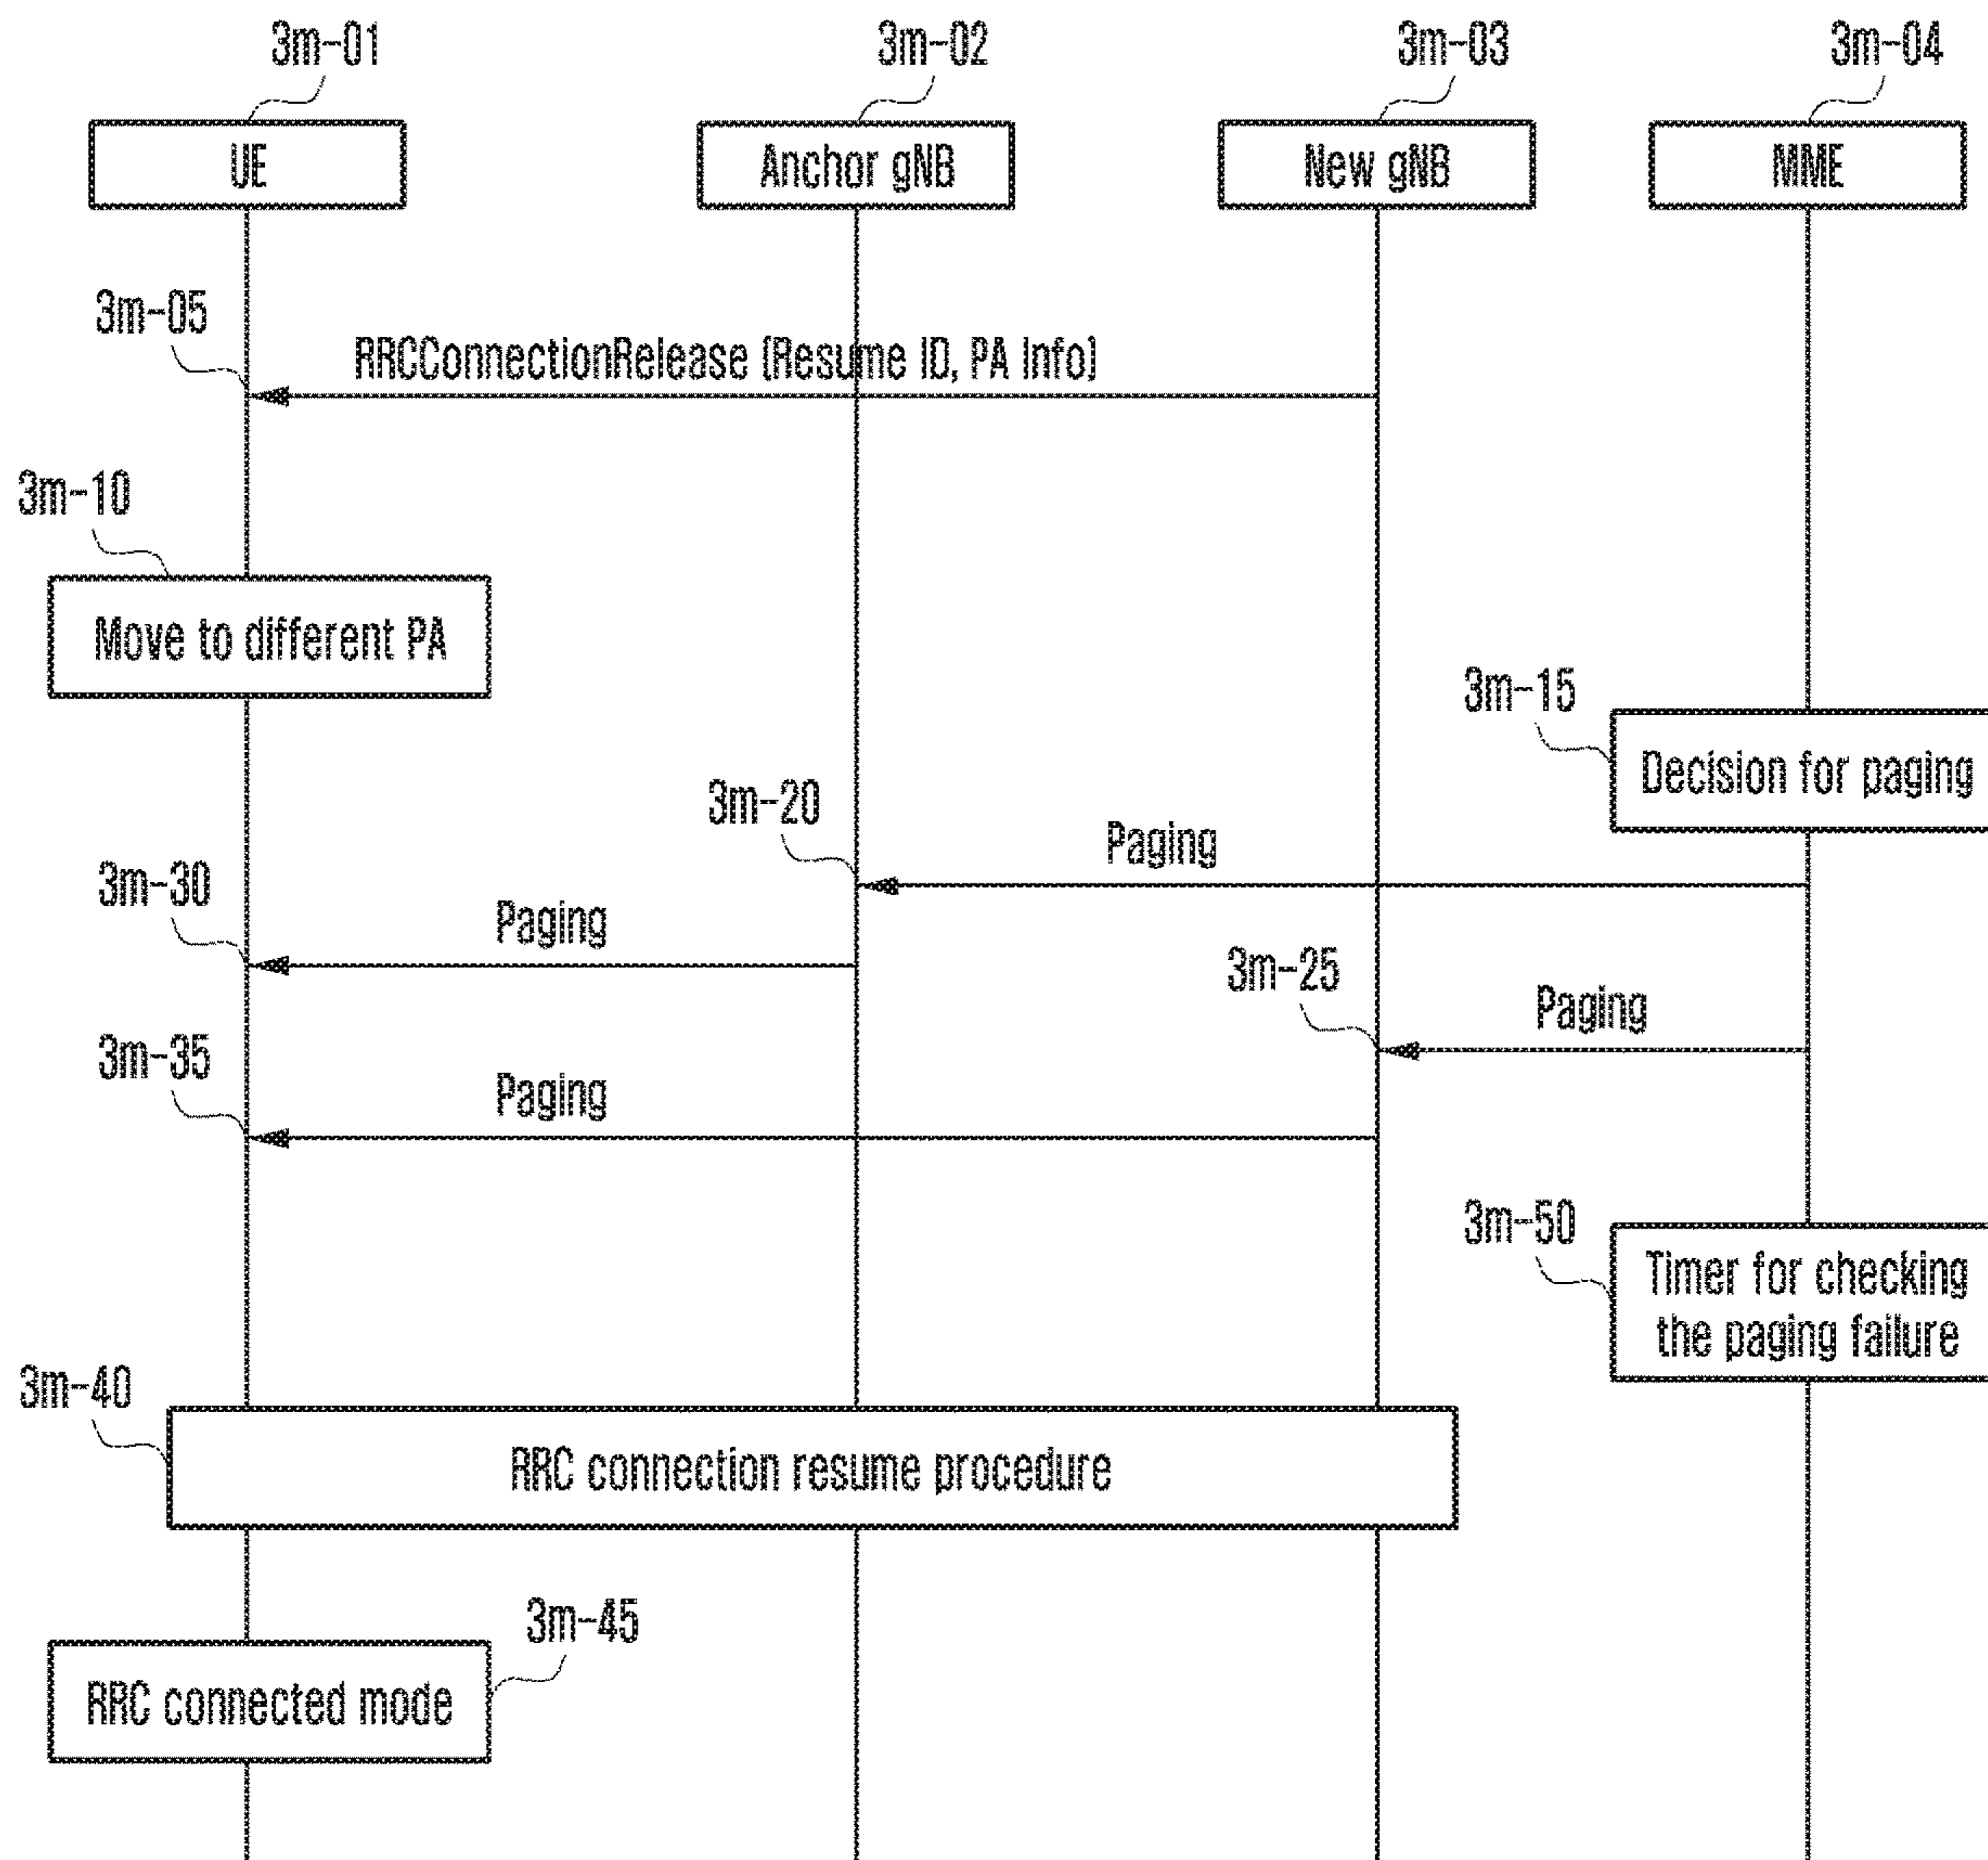 3m-01
3m-02
3m-03
3m-04
UE
Anchor gNB
New gNB
MME
3m-05
RRCConnectionRelease (Resume ID, PA Info)
3m-10
Move to different PA
3m-15
Decision for paging
3m-20
Paging
3m-30
Paging
3m-25
Paging
3m-35
Paging
3m-50
Timer for checking
the paging failure
3m-40
RRC connection resume procedure
3m-45
RRC connected mode